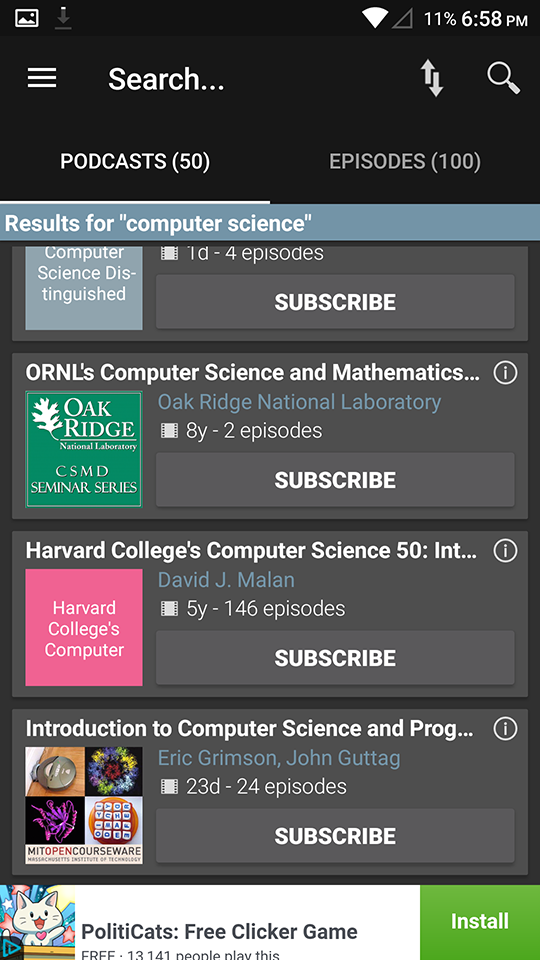 11% 6:58 PM
Search...
PODCASTS (50) EPISODES (100)
Results for "computer science"
Computer
Science Dis-
tinguished
1d - 4 episodes
SUBSCRIBE
ORNL's Computer Science and Mathematics...
OAK
RIDGE
National Laboratory
CSMD
SEMINAR SERIES
Oak Ridge National Laboratory
8y - 2 episodes
SUBSCRIBE
Harvard College's Computer Science 50: Int...
Harvard
College's
Computer
David J. Malan
5y - 146 episodes
SUBSCRIBE
Introduction to Computer Science and Prog...
MITOPENCOURSEWARE
MASSACHUSETTS INSTITUTE OF TECHNOLOGY
Eric Grimson, John Guttag
23d - 24 episodes
SUBSCRIBE
PolitiCats: Free Clicker Game
FREE · 13,141 people play this
Install